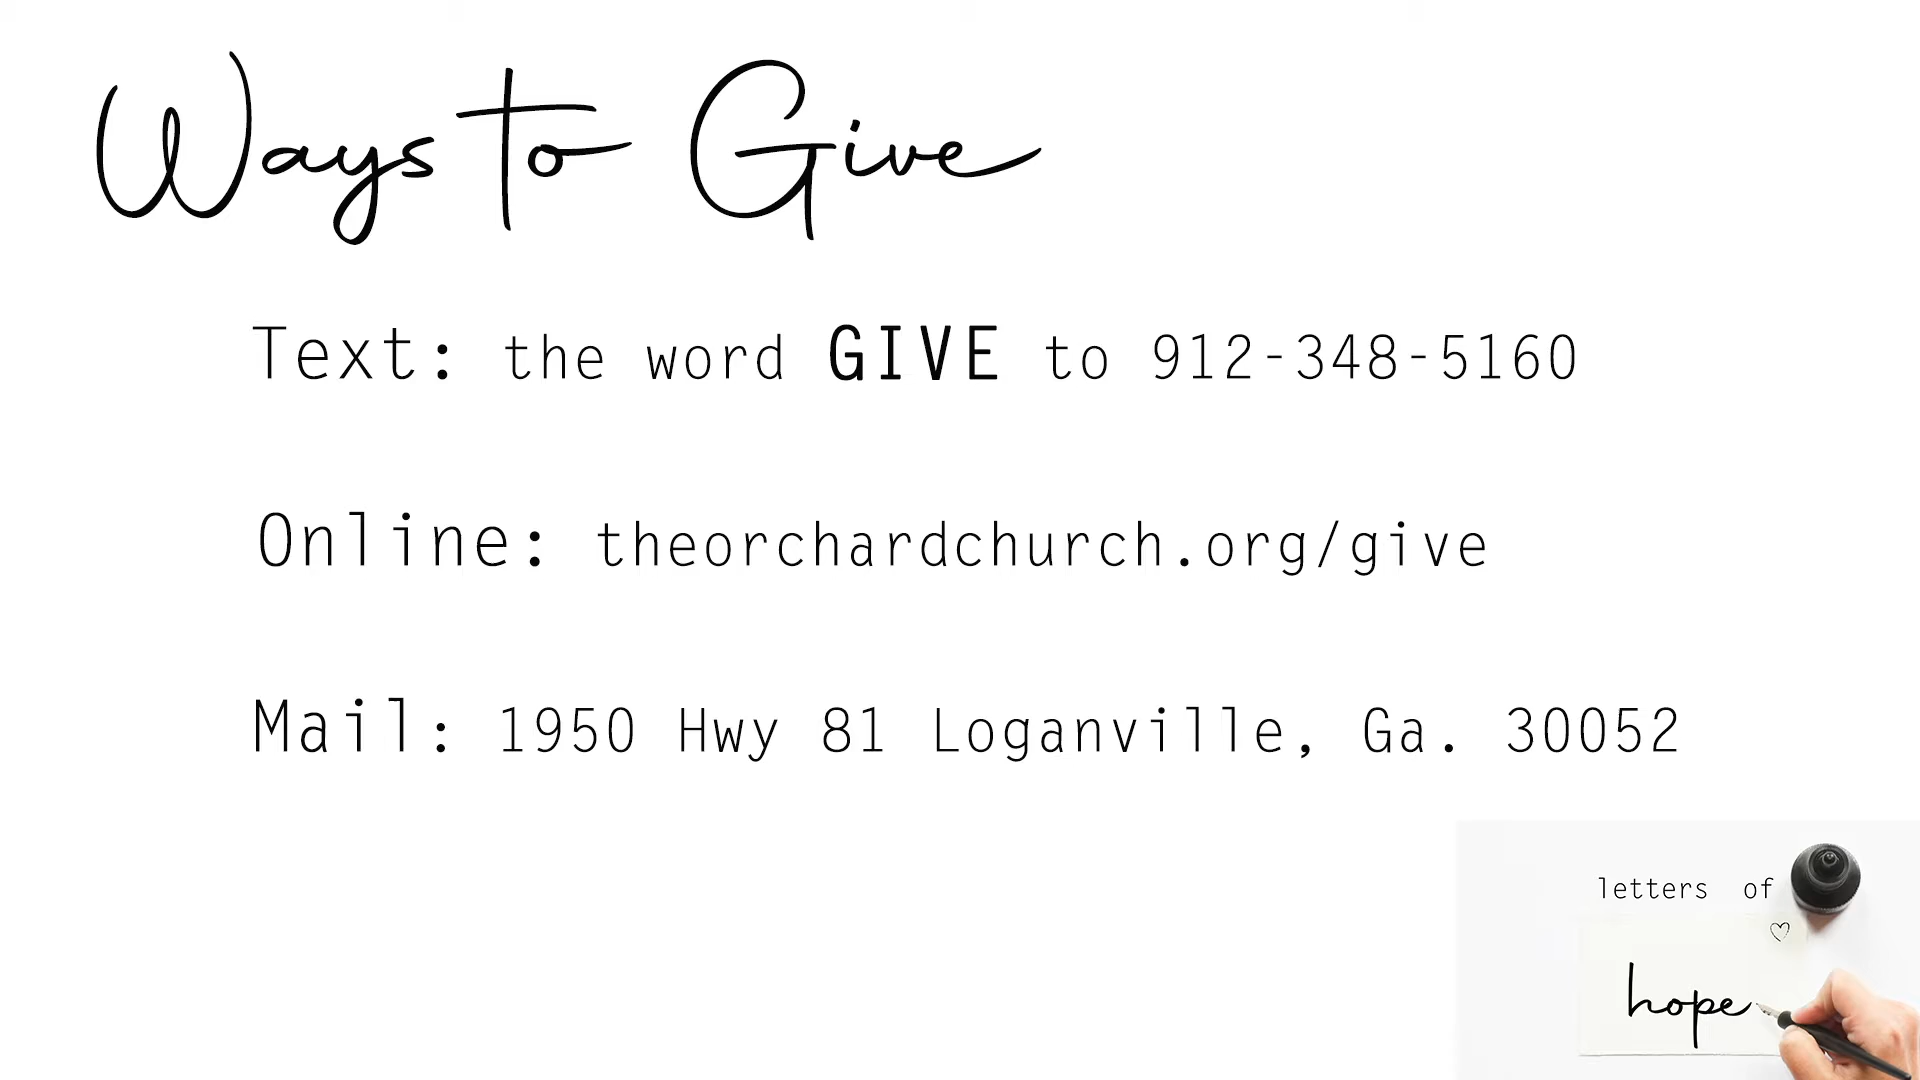 Ways to Give
Text: the word GIVE to 912-348-5160
Online: theorchardchurch.org/give
Mail: 1950 Hwy 81 Loganville, Ga. 30052
letters of
hope